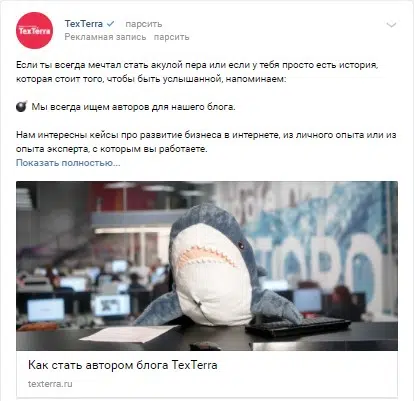 TexTerra
TexTerra парсить
Рекламная запись парсить
Если ты всегда мечтал стать акулой пера или если у тебя просто есть история,
которая стоит того, чтобы быть услышанной, напоминаем:
Мы всегда ищем авторов для нашего блога.
Нам интересны кейсы про развитие бизнеса в интернете, из личного опыта или из
опыта эксперта, с которым вы работаете.
Показать полностью...
Как стать автором блога TexTerra
texterra.ru